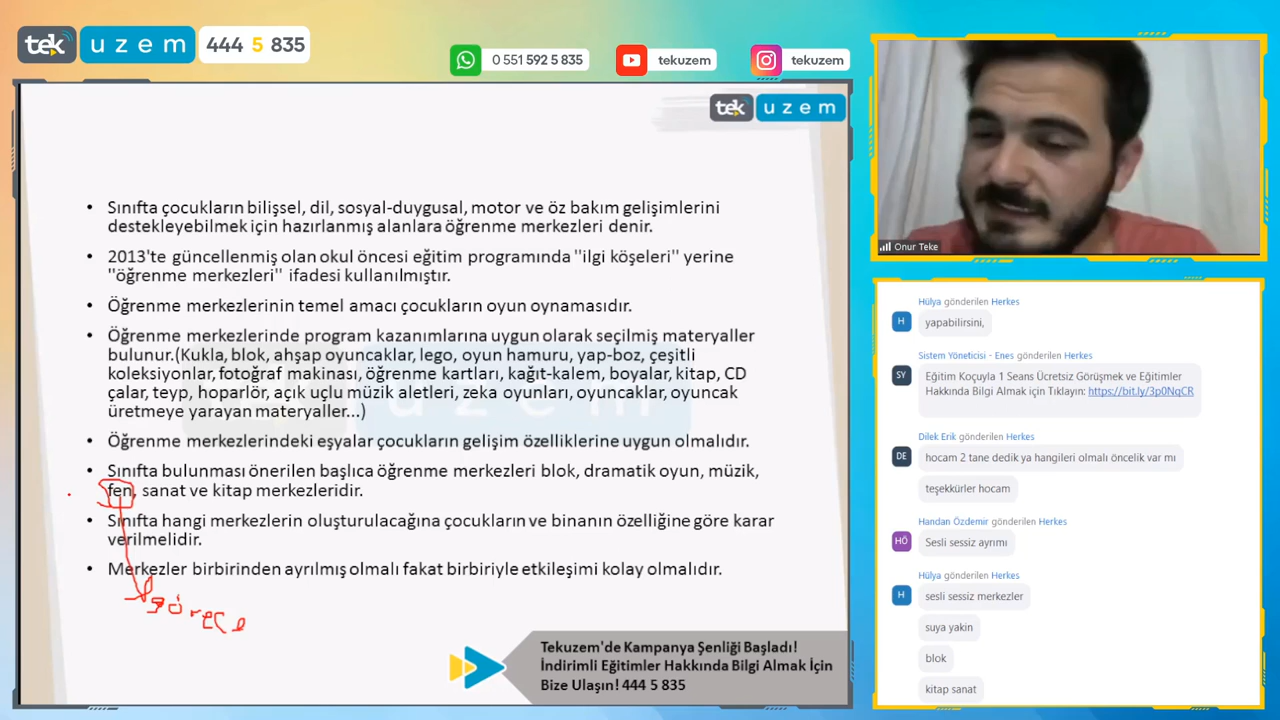 tek uzem 444 5 835
0 551 592 5 835
tekuzem
tekuzem
tek uzem
• Sınıfta çocukların bilişsel, dil, sosyal-duygusal, motor ve öz bakım gelişimlerini
destekleyebilmek için hazırlanmış alanlara öğrenme merkezleri denir.
• 2013'te güncellenmiş olan okul öncesi eğitim programında ''ilgi köşeleri'' yerine
''öğrenme merkezleri'' ifadesi kullanılmıştır.
• Öğrenme merkezlerinin temel amacı çocukların oyun oynamasıdır.
• Öğrenme merkezlerinde program kazanımlarına uygun olarak seçilmiş materyaller
bulunur.(Kukla, blok, ahşap oyuncaklar, lego, oyun hamuru, yap-boz, çeşitli
koleksiyonlar, fotoğraf makinası, öğrenme kartları, kağıt-kalem, boyalar, kitap, CD
çalar, teyp, hoparlör, açık uçlu müzik aletleri, zeka oyunları, oyuncaklar, oyuncak
üretmeye yarayan materyaller...)
• Öğrenme merkezlerindeki eşyalar çocukların gelişim özelliklerine uygun olmalıdır.
• Sınıfta bulunması önerilen başlıca öğrenme merkezleri blok, dramatik oyun, müzik,
fen, sanat ve kitap merkezleridir.
• Sınıfta hangi merkezlerin oluşturulacağına çocukların ve binanın özelliğine göre karar
verilmelidir.
• Merkezler birbirinden ayrılmış olmalı fakat birbiriyle etkileşimi kolay olmalıdır.
Tekuzem'de Kampanya Şenliği Başladı!
İndirimli Eğitimler Hakkında Bilgi Almak İçin
Bize Ulaşın! 444 5 835
Onur Teke
Hülya gönderilen Herkes
H yapabilirsini,
Sistem Yöneticisi - Enes gönderilen Herkes
SY Eğitim Koçuyla 1 Seans Ücretsiz Görüşmek ve Eğitimler
Hakkında Bilgi Almak için Tıklayın: https://bit.ly/3p0NqCR
Dilek Erik gönderilen Herkes
DE hocam 2 tane dedik ya hangileri olmalı öncelik var mı
teşekkürler hocam
Handan Özdemir gönderilen Herkes
HÖ Sesli sessiz ayrımı
Hülya gönderilen Herkes
H sesli sessiz merkezler
suya yakin
blok
kitap sanat